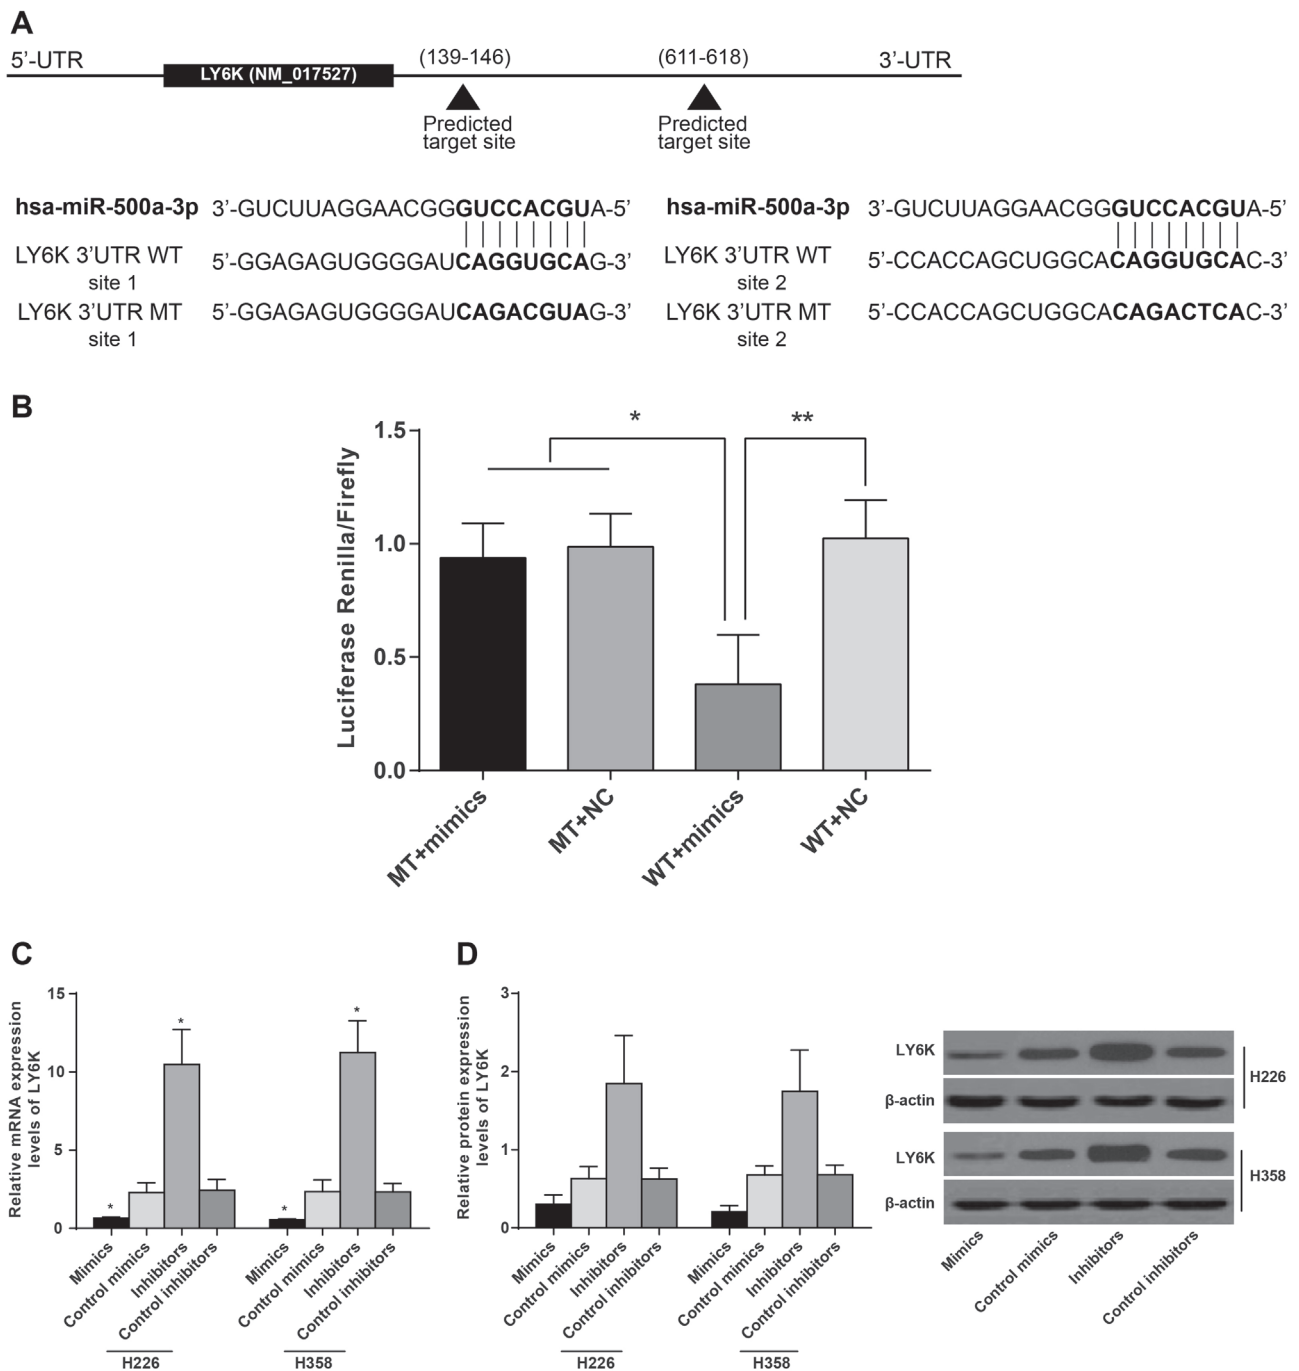 A
5’-UTR
LY6K (NM_017527)
(139-146)
(611-618)
3’-UTR
Predicted
target site
Predicted
target site
hsa-miR-500a-3p 3’-GUCUUAGGAACGGGUCCACGUA-5’
LY6K 3’UTR WT 5’-GGAGAGUGGGGAUCAGGUGCAG-3’
site 1
LY6K 3’UTR MT 5’-GGAGAGUGGGGAUCAGACGUAG-3’
site 1
hsa-miR-500a-3p 3’-GUCUUAGGAACGGGUCCACGUA-5’
LY6K 3’UTR WT 5’-CCACCAGCUGGCACAGGUGCAC-3’
site 2
LY6K 3’UTR MT 5’-CCACCAGCUGGCACAGACTCAC-3’
site 2
B
Luciferase Renilla/Firefly
1.5
1.0
0.5
0.0
*
**
MT+mimics
MT+NC
WT+mimics
WT+NC
C
Relative mRNA expression
levels of LY6K
15
10
5
0
*
*
*
*
Mimics
Control mimics
Inhibitors
Control inhibitors
Mimics
Control mimics
Inhibitors
Control inhibitors
H226
H358
D
Relative protein expression
levels of LY6K
3
2
1
0
Mimics
Control mimics
Inhibitors
Control inhibitors
Mimics
Control mimics
Inhibitors
Control inhibitors
H226
H358
LY6K
β-actin
H226
LY6K
β-actin
H358
Mimics
Control mimics
Inhibitors
Control inhibitors